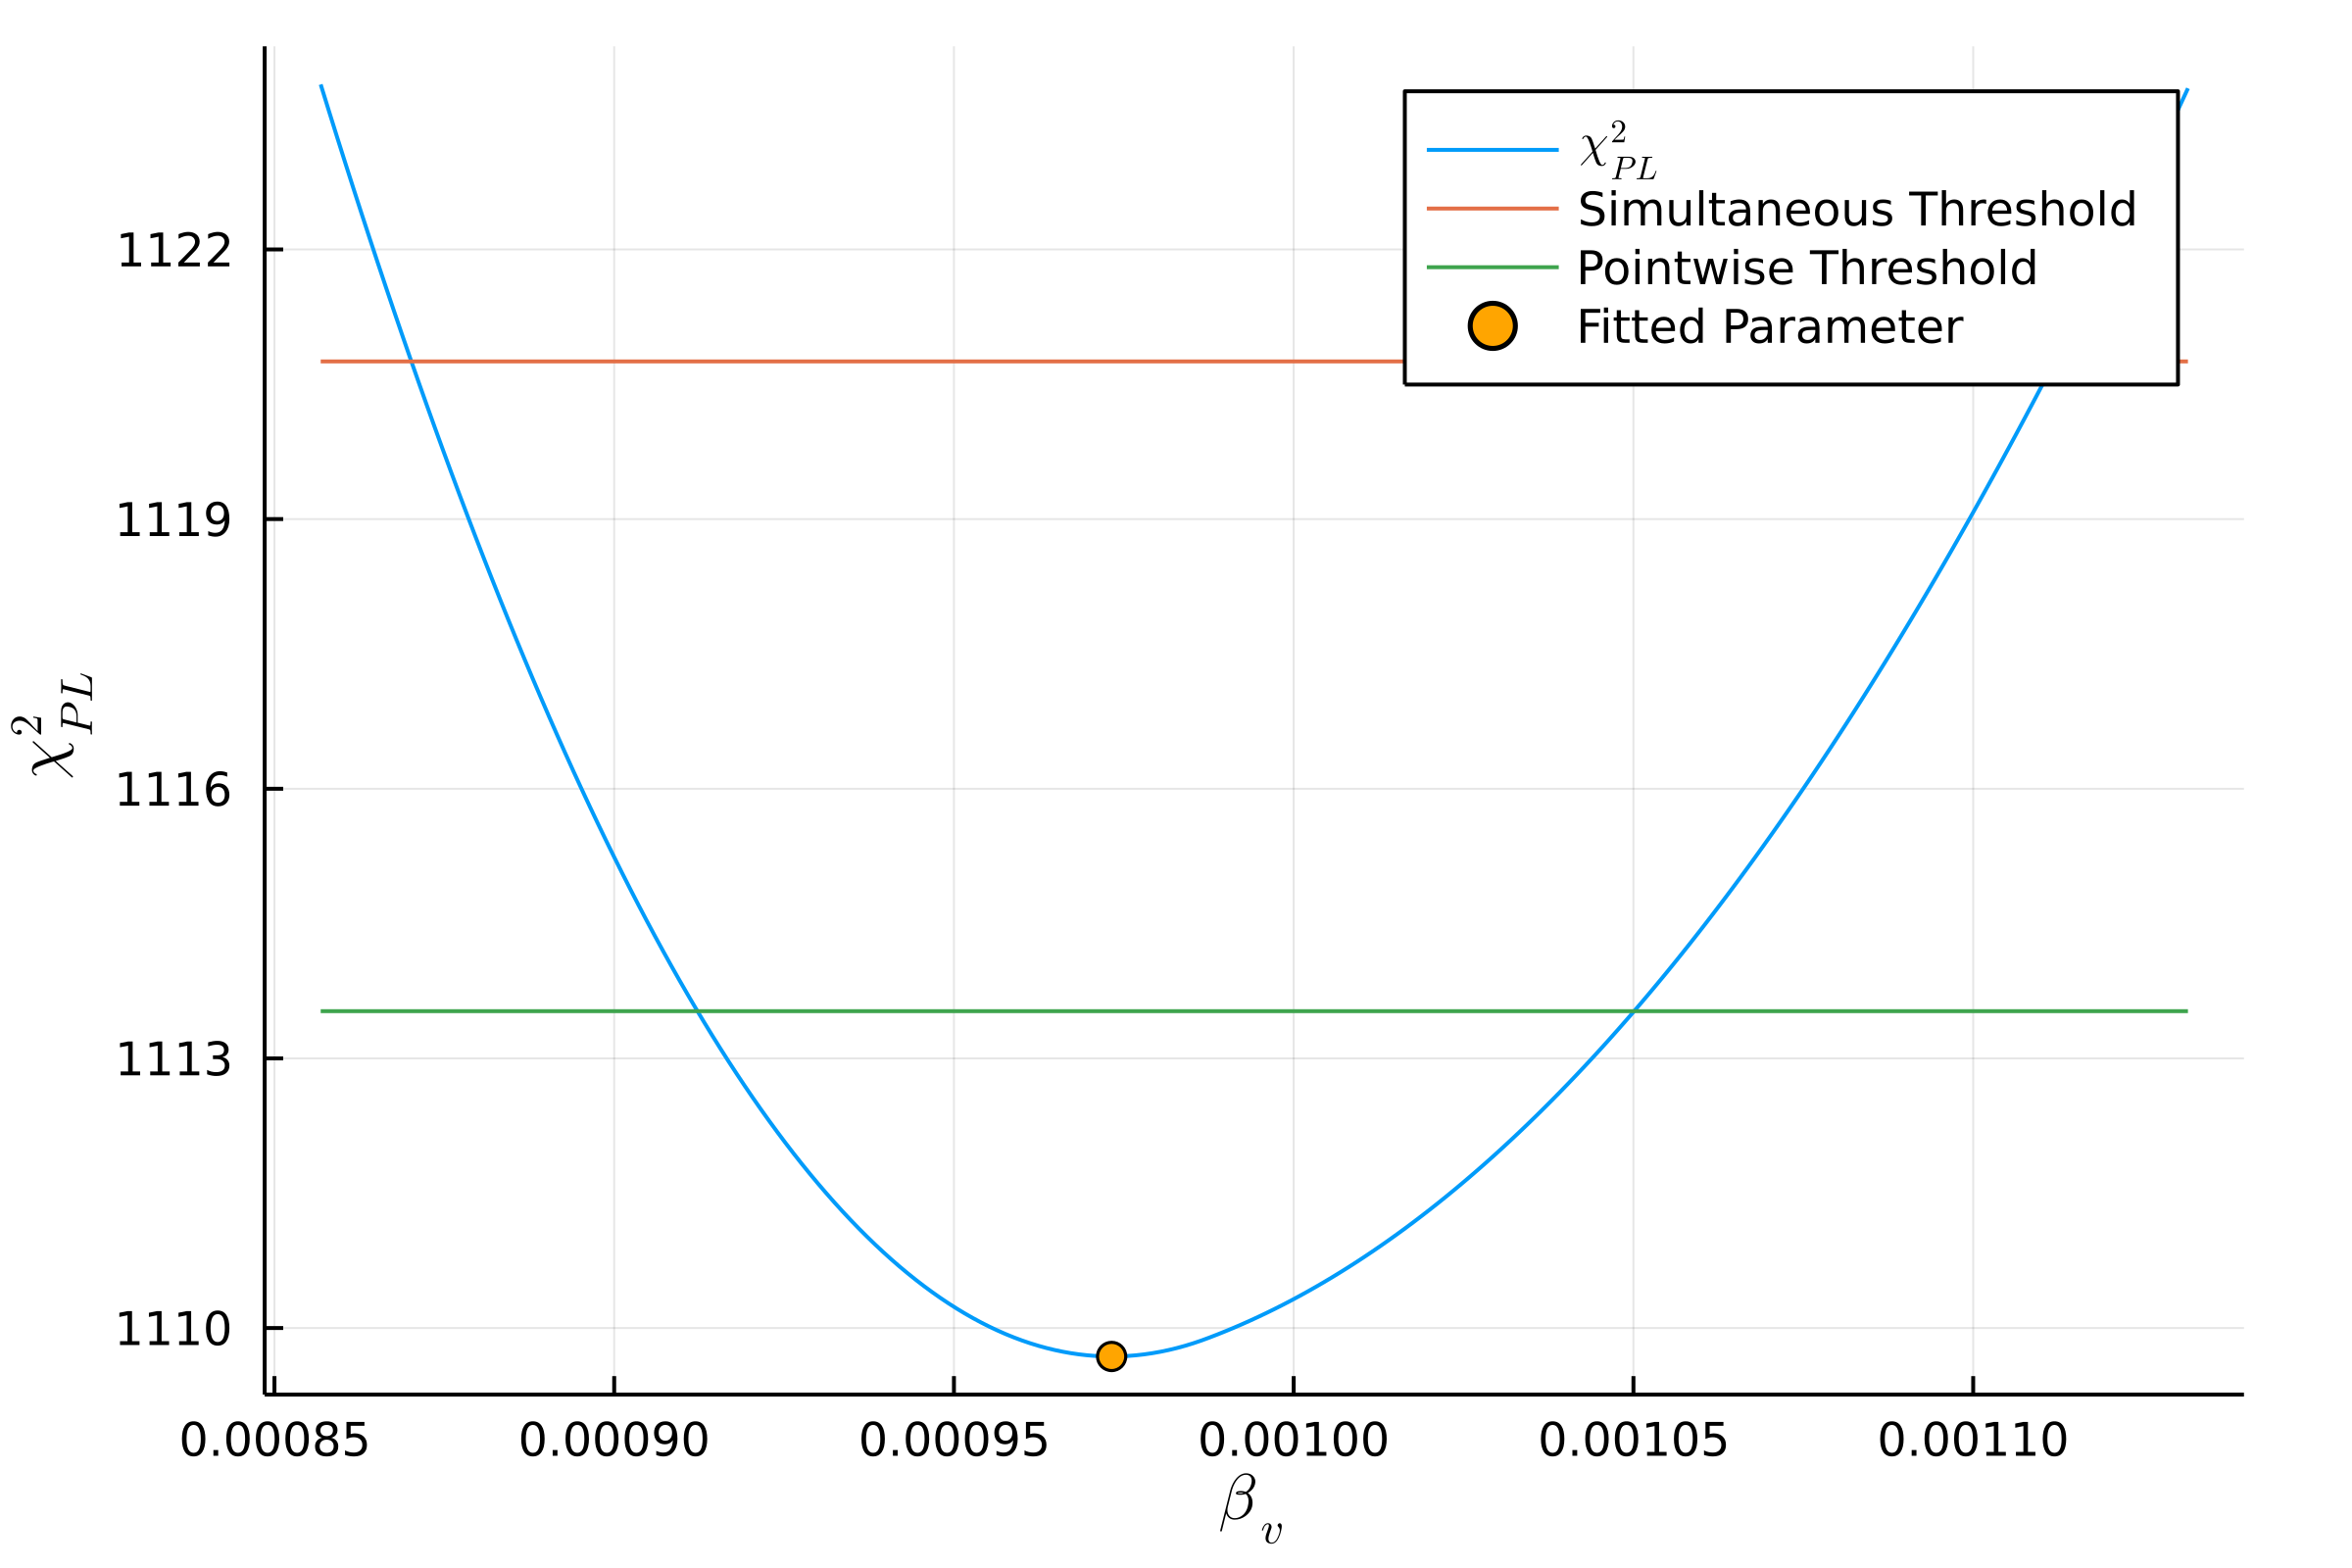 χ²_PL
Simultaneous Threshold
Pointwise Threshold
Fitted Parameter
1122
1119
1116
1113
1110
χ²_PL
0.00085 0.00090 0.00095 0.00100 0.00105 0.00110
β_v